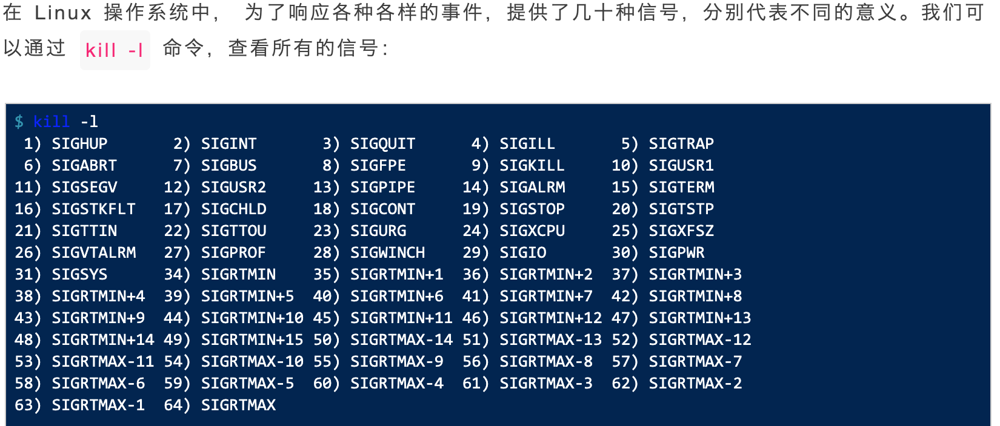 在 Linux 操作系统中， 为了响应各种各样的事件，提供了几十种信号，分别代表不同的意义。我们可
以通过 kill -l 命令，查看所有的信号：
$ kill -l
1) SIGHUP 2) SIGINT 3) SIGQUIT 4) SIGILL 5) SIGTRAP
6) SIGABRT 7) SIGBUS 8) SIGFPE 9) SIGKILL 10) SIGUSR1
11) SIGSEGV 12) SIGUSR2 13) SIGPIPE 14) SIGALRM 15) SIGTERM
16) SIGSTKFLT 17) SIGCHLD 18) SIGCONT 19) SIGSTOP 20) SIGTSTP
21) SIGTTIN 22) SIGTTOU 23) SIGURG 24) SIGXCPU 25) SIGXFSZ
26) SIGVTALRM 27) SIGPROF 28) SIGWINCH 29) SIGIO 30) SIGPWR
31) SIGSYS 34) SIGRTMIN 35) SIGRTMIN+1 36) SIGRTMIN+2 37) SIGRTMIN+3
38) SIGRTMIN+4 39) SIGRTMIN+5 40) SIGRTMIN+6 41) SIGRTMIN+7 42) SIGRTMIN+8
43) SIGRTMIN+9 44) SIGRTMIN+10 45) SIGRTMIN+11 46) SIGRTMIN+12 47) SIGRTMIN+13
48) SIGRTMIN+14 49) SIGRTMIN+15 50) SIGRTMAX-14 51) SIGRTMAX-13 52) SIGRTMAX-12
53) SIGRTMAX-11 54) SIGRTMAX-10 55) SIGRTMAX-9 56) SIGRTMAX-8 57) SIGRTMAX-7
58) SIGRTMAX-6 59) SIGRTMAX-5 60) SIGRTMAX-4 61) SIGRTMAX-3 62) SIGRTMAX-2
63) SIGRTMAX-1 64) SIGRTMAX